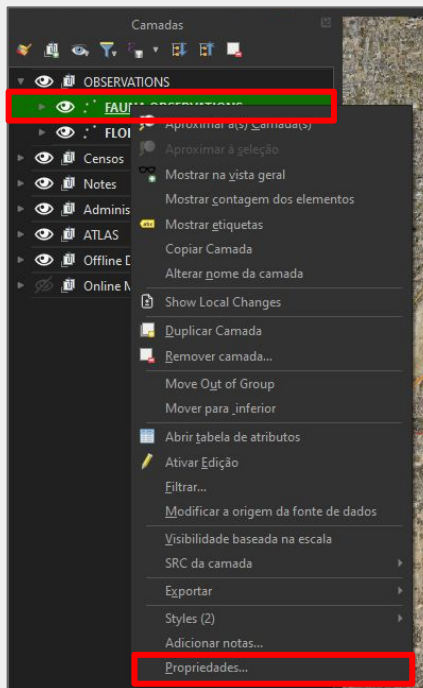 Camadas
OBSERVATIONS
FAUNA OBSERVATIONS
Aproximar à(s) Camada(s)
Aproximar à seleção
Mostrar na vista geral
Mostrar contagem dos elementos
Mostrar etiquetas
Copiar Camada
Alterar nome da camada
Show Local Changes
Duplicar Camada
Remover camada...
Move Out of Group
Mover para _inferior
Abrir tabela de atributos
Ativar Edição
Filtrar...
Modificar a origem da fonte de dados
Visibilidade baseada na escala
SRC da camada
Exportar
Styles (2)
Adicionar notas...
Propriedades...
FLO
Censos
Notes
Adminis
ATLAS
Offline D
Online M